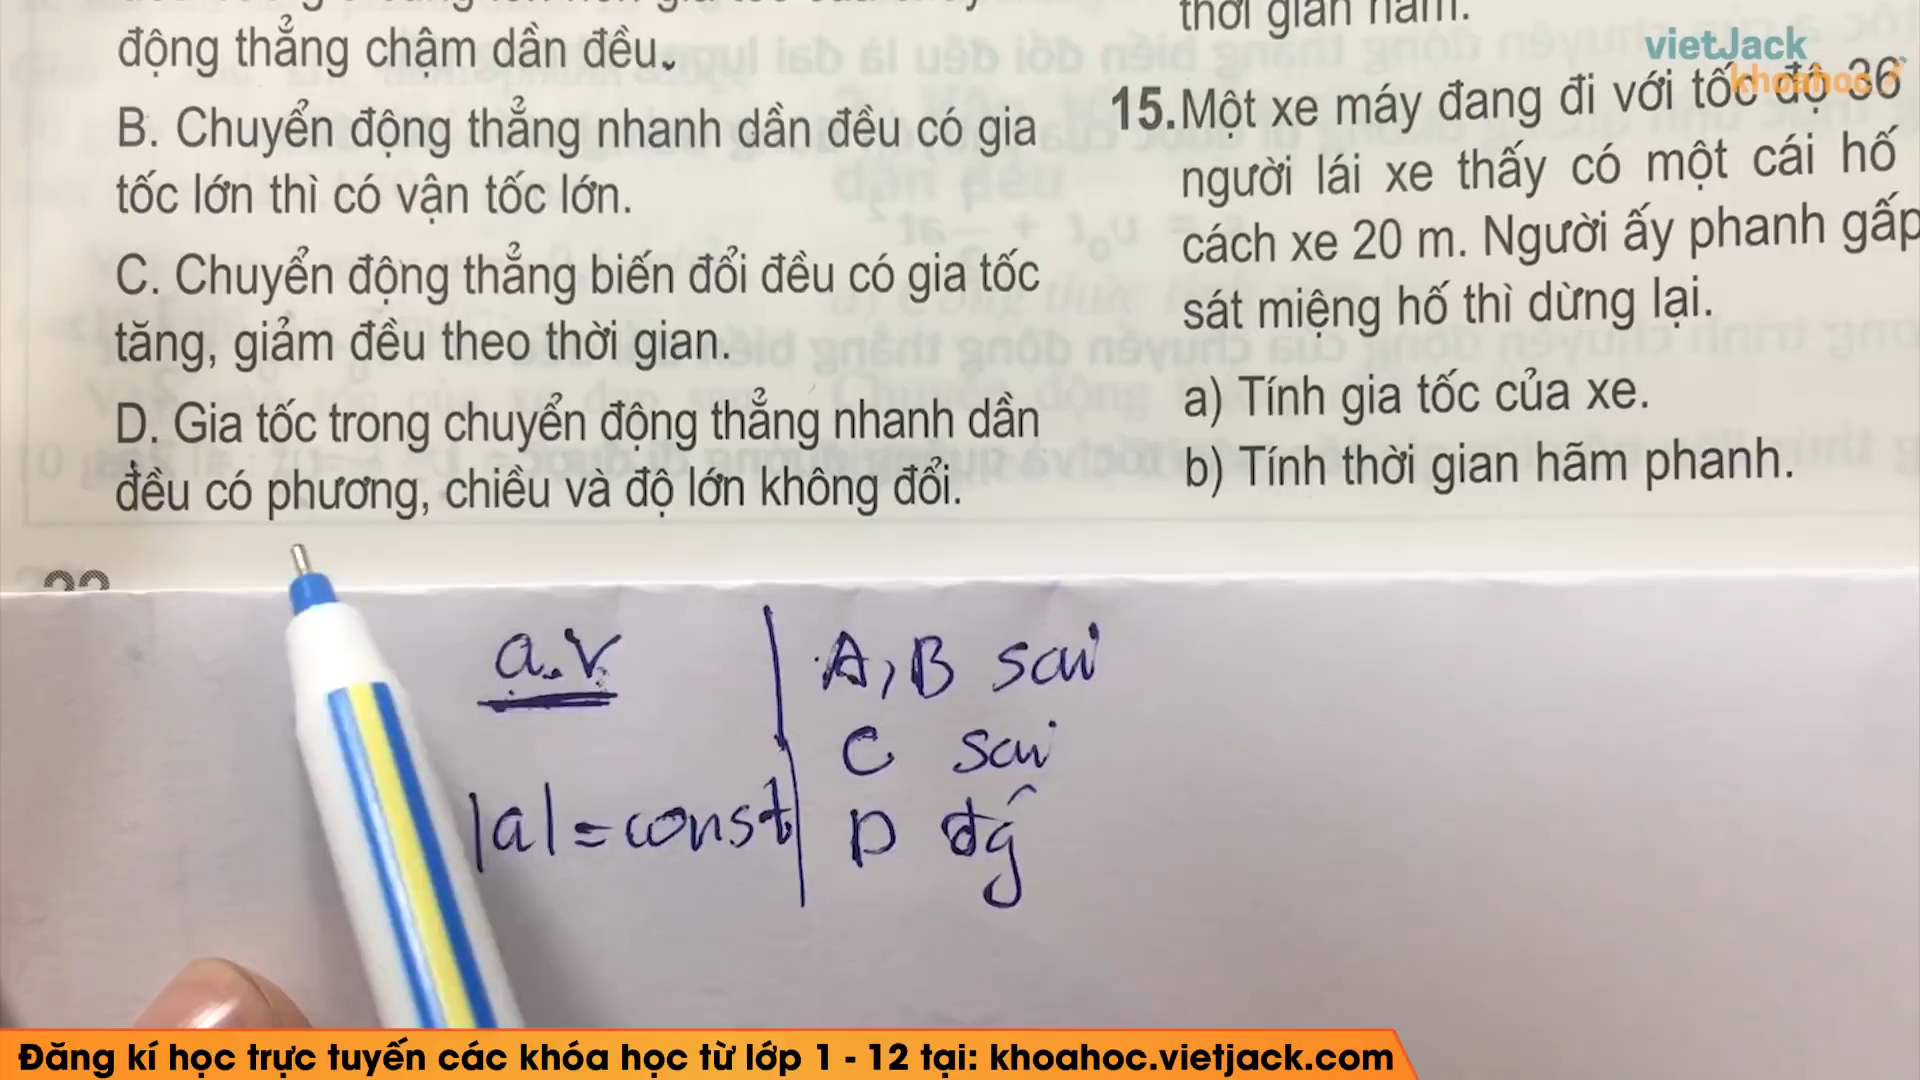 động thẳng chậm dần đều.
B. Chuyển động thẳng nhanh dần đều có gia
tốc lớn thì có vận tốc lớn.
C. Chuyển động thẳng biến đổi đều có gia tốc
tăng, giảm đều theo thời gian.
D. Gia tốc trong chuyển động thẳng nhanh dần
đều có phương, chiều và độ lớn không đổi.
22
thời gian hãm.
vietJack
khoahoc
15. Một xe máy đang đi với tốc độ 36
người lái xe thấy có một cái hố
cách xe 20 m. Người ấy phanh gấp
sát miệng hố thì dừng lại.
a) Tính gia tốc của xe.
b) Tính thời gian hãm phanh.
a.v
|a| = const
A, B sai
C sai
D đg
Đăng kí học trực tuyến các khóa học từ lớp 1 - 12 tại: khoahoc.vietjack.com